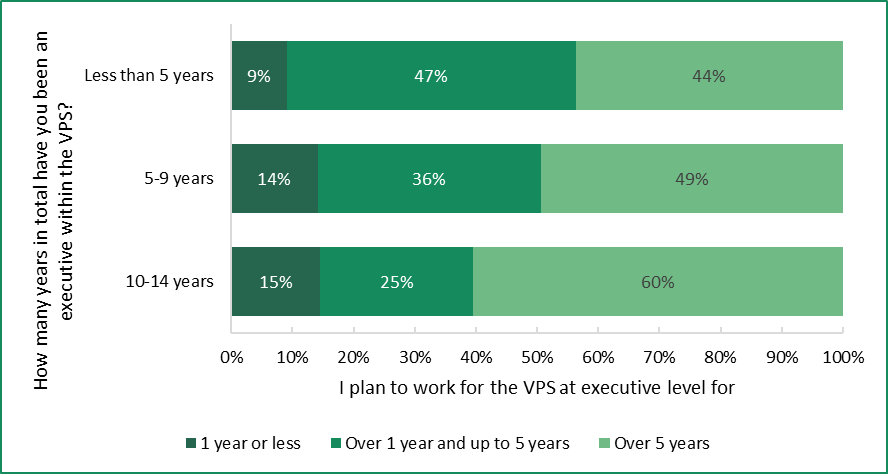 How many years in total have you been an
executive within the VPS?
Less than 5 years
9%
47%
44%
5-9 years
14%
36%
49%
10-14 years
15%
25%
60%
0%
10%
20%
30%
40%
50%
60%
70%
80%
90%
100%
I plan to work for the VPS at executive level for
1 year or less
Over 1 year and up to 5 years
Over 5 years